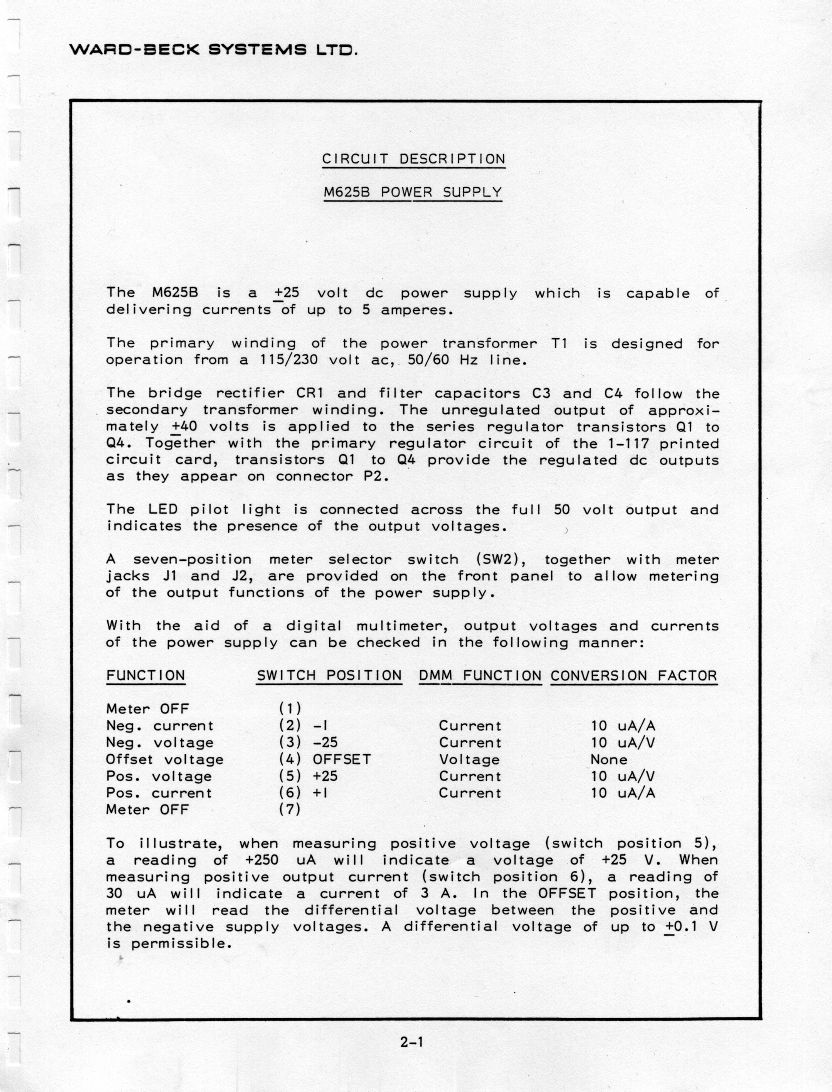 WARD-BECK SYSTEMS LTD.
CIRCUIT DESCRIPTION
M625B POWER SUPPLY
The M625B is a ±25 volt dc power supply which is capable of
delivering currents of up to 5 amperes.
The primary winding of the power transformer T1 is designed for
operation from a 115/230 volt ac, 50/60 Hz line.
The bridge rectifier CR1 and filter capacitors C3 and C4 follow the
secondary transformer winding. The unregulated output of approxi-
mately ±40 volts is applied to the series regulator transistors Q1 to
Q4. Together with the primary regulator circuit of the 1-117 printed
circuit card, transistors Q1 to Q4 provide the regulated dc outputs
as they appear on connector P2.
The LED pilot light is connected across the full 50 volt output and
indicates the presence of the output voltages.
A seven-position meter selector switch (SW2), together with meter
jacks J1 and J2, are provided on the front panel to allow metering
of the output functions of the power supply.
With the aid of a digital multimeter, output voltages and currents
of the power supply can be checked in the following manner:
FUNCTION SWITCH POSITION DMM FUNCTION CONVERSION FACTOR
Meter OFF (1)
Neg. current (2) -I Current 10 uA/A
Neg. voltage (3) -25 Current 10 uA/V
Offset voltage (4) OFFSET Voltage None
Pos. voltage (5) +25 Current 10 uA/V
Pos. current (6) +I Current 10 uA/A
Meter OFF (7)
To illustrate, when measuring positive voltage (switch position 5),
a reading of +250 uA will indicate a voltage of +25 V. When
measuring positive output current (switch position 6), a reading of
30 uA will indicate a current of 3 A. In the OFFSET position, the
meter will read the differential voltage between the positive and
the negative supply voltages. A differential voltage of up to ±0.1 V
is permissible.
2-1